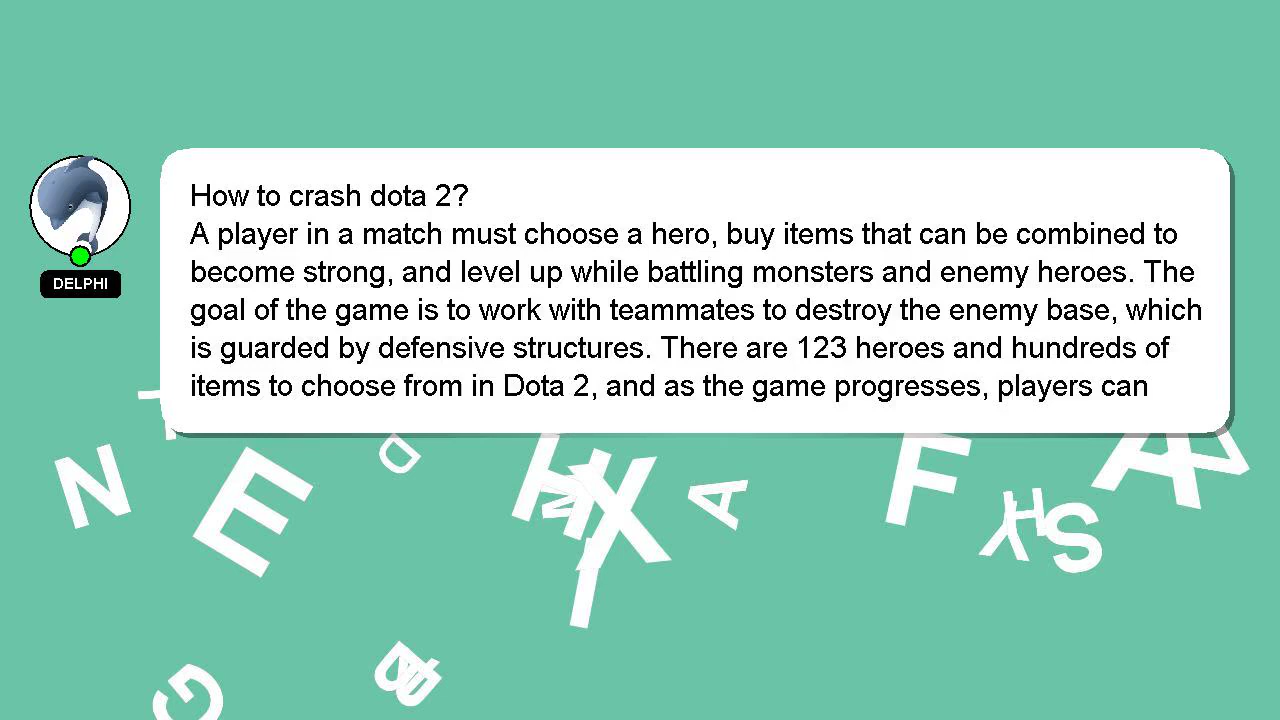 How to crash dota 2?
A player in a match must choose a hero, buy items that can be combined to
become strong, and level up while battling monsters and enemy heroes. The
goal of the game is to work with teammates to destroy the enemy base, which
is guarded by defensive structures. There are 123 heroes and hundreds of
items to choose from in Dota 2, and as the game progresses, players can
DELPHI
N
E
D
H
X
A
F
H
S
A
I
G
B